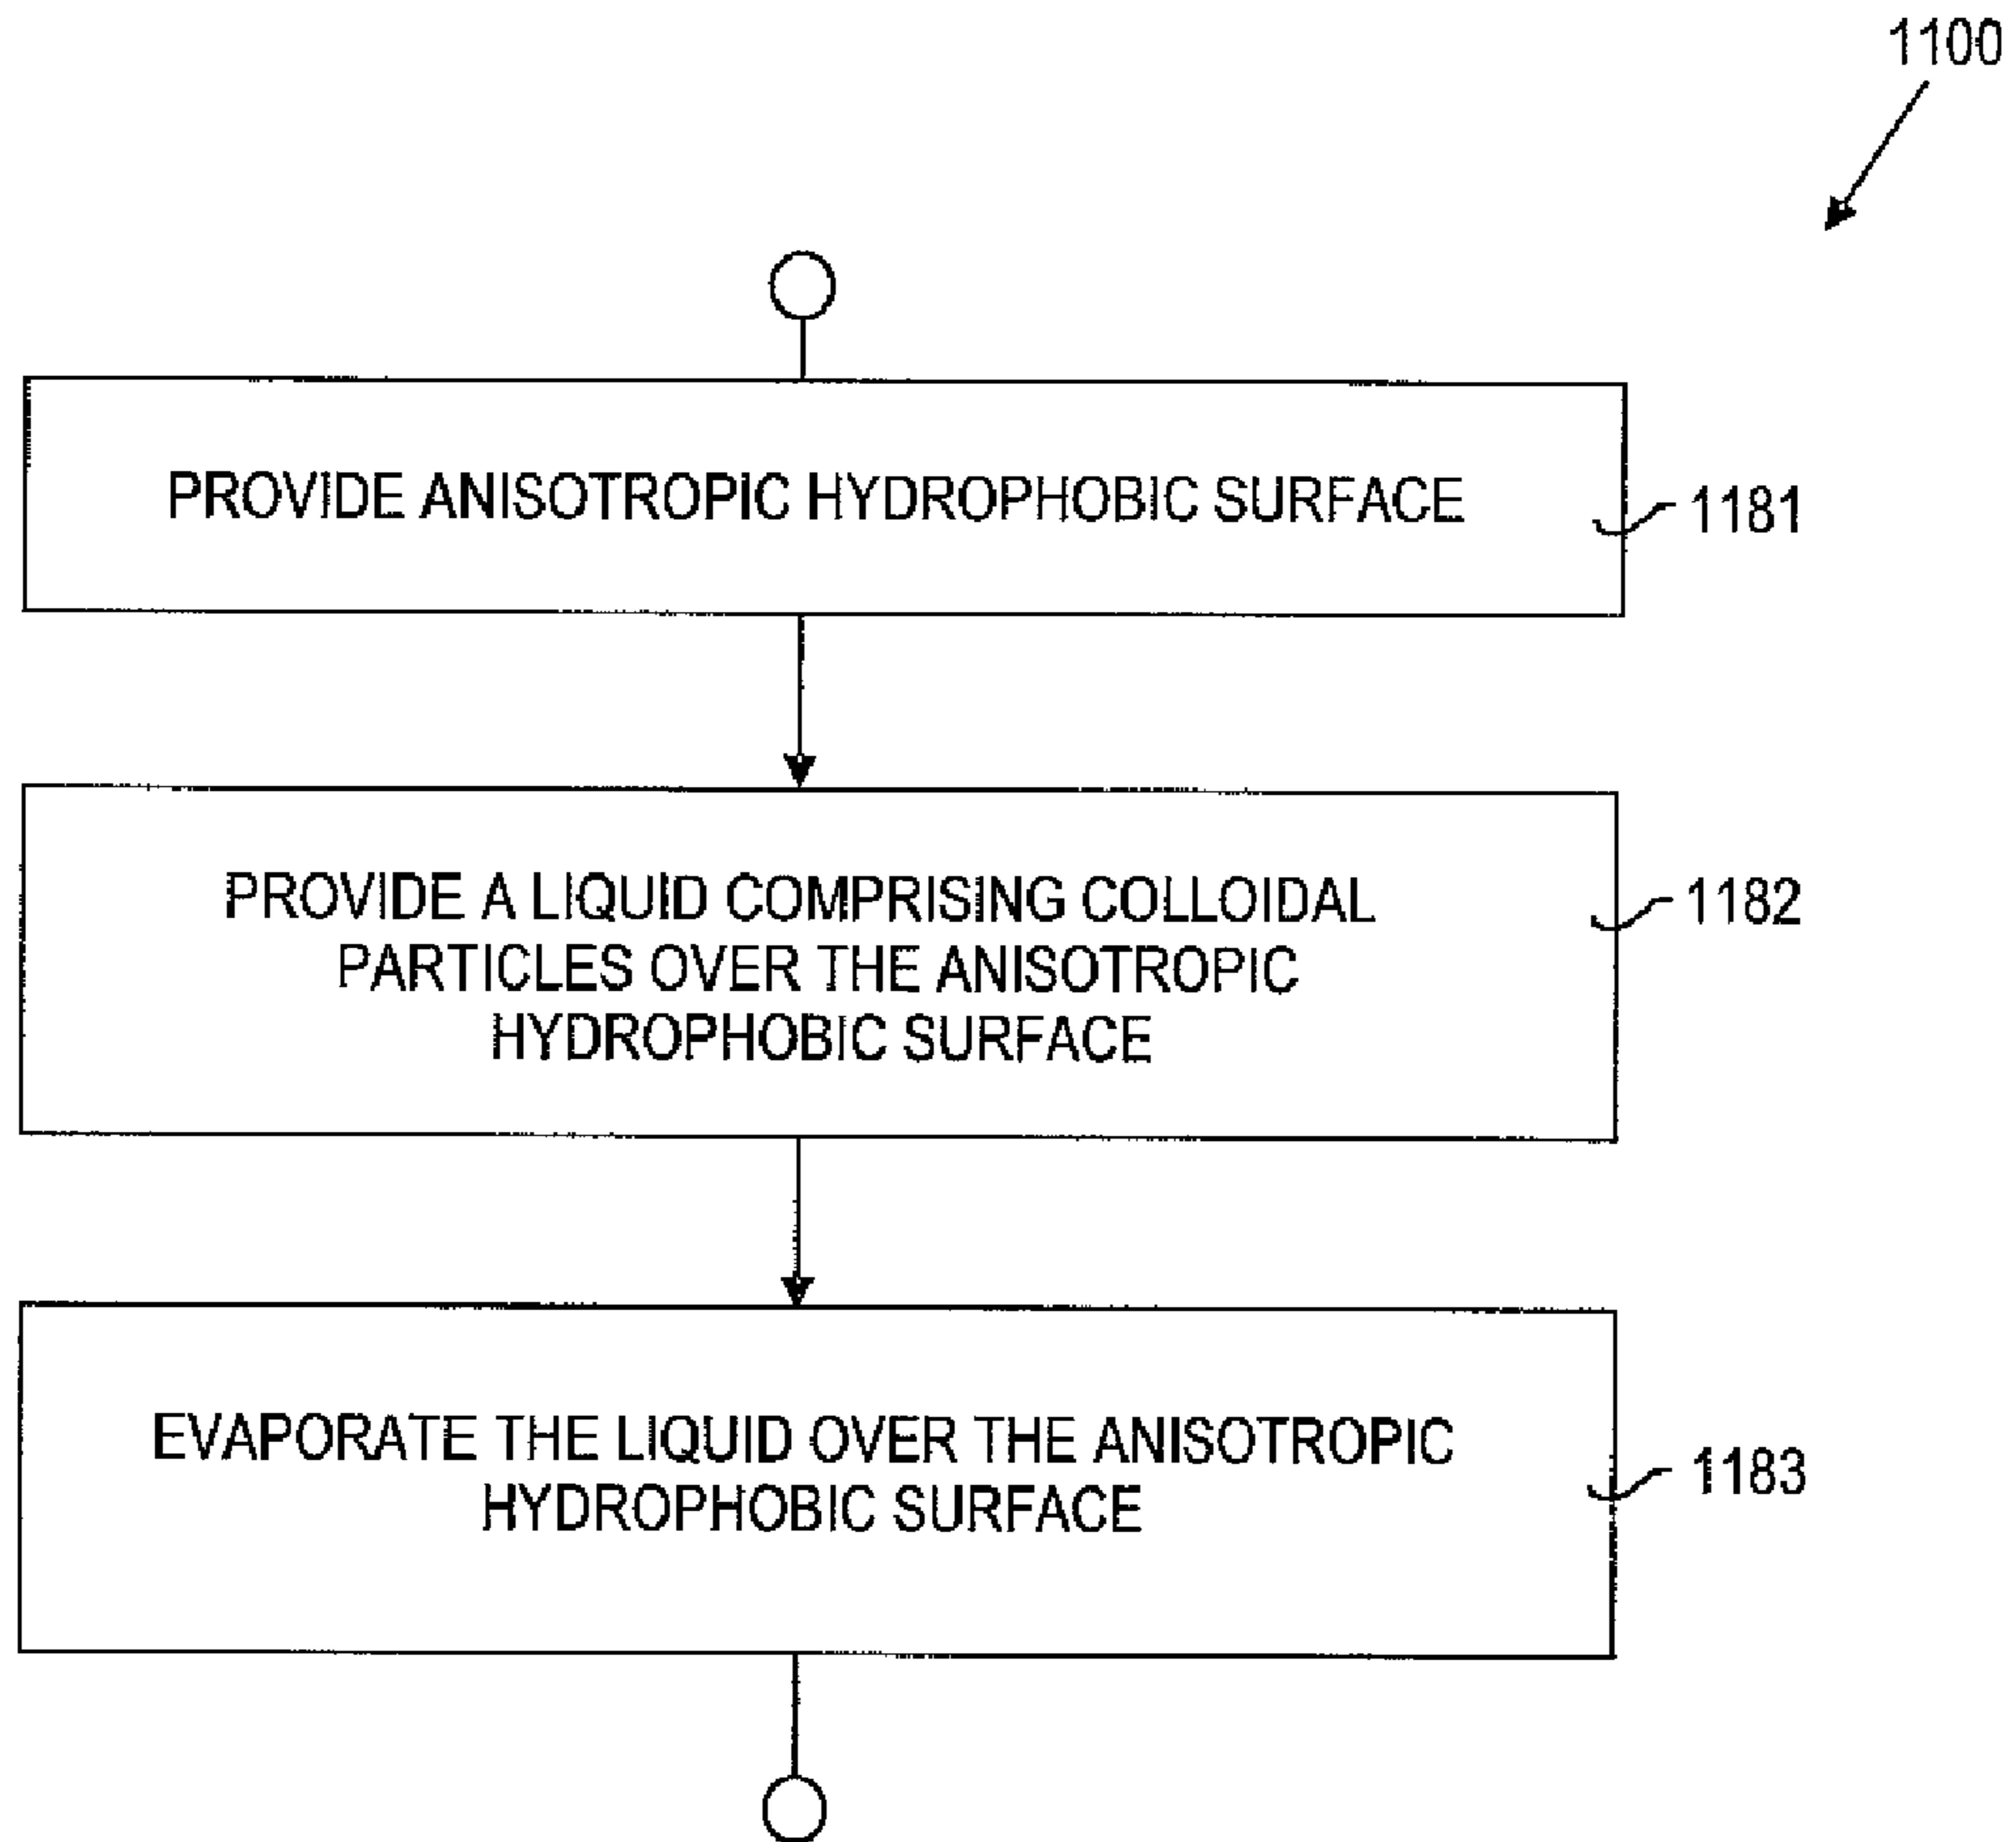 1100
PROVIDE ANISOTROPIC HYDROPHOBIC SURFACE
1181
PROVIDE A LIQUID COMPRISING COLLOIDAL
PARTICLES OVER THE ANISOTROPIC
HYDROPHOBIC SURFACE
1182
EVAPORATE THE LIQUID OVER THE ANISOTROPIC
HYDROPHOBIC SURFACE
1183